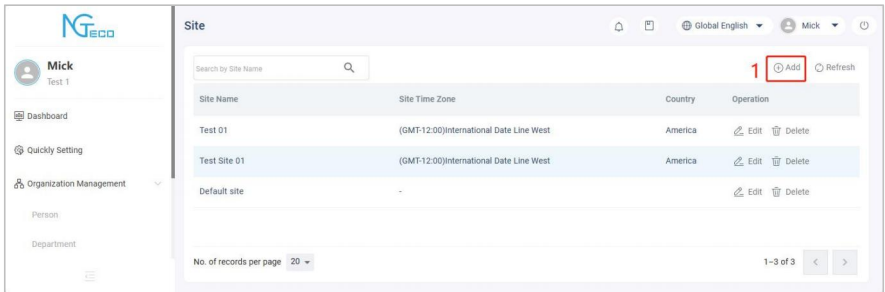 NGTECO
Site
Global English
Mick
Mick
Test 1
Search by Site Name
1
Add
Refresh
Site Name Site Time Zone Country Operation
Dashboard
Test 01 (GMT-12:00)International Date Line West America Edit Delete
Quickly Setting
Test Site 01 (GMT-12:00)International Date Line West America Edit Delete
Organization Management
Default site - Edit Delete
Person
Department
No. of records per page 20 1-3 of 3 < >